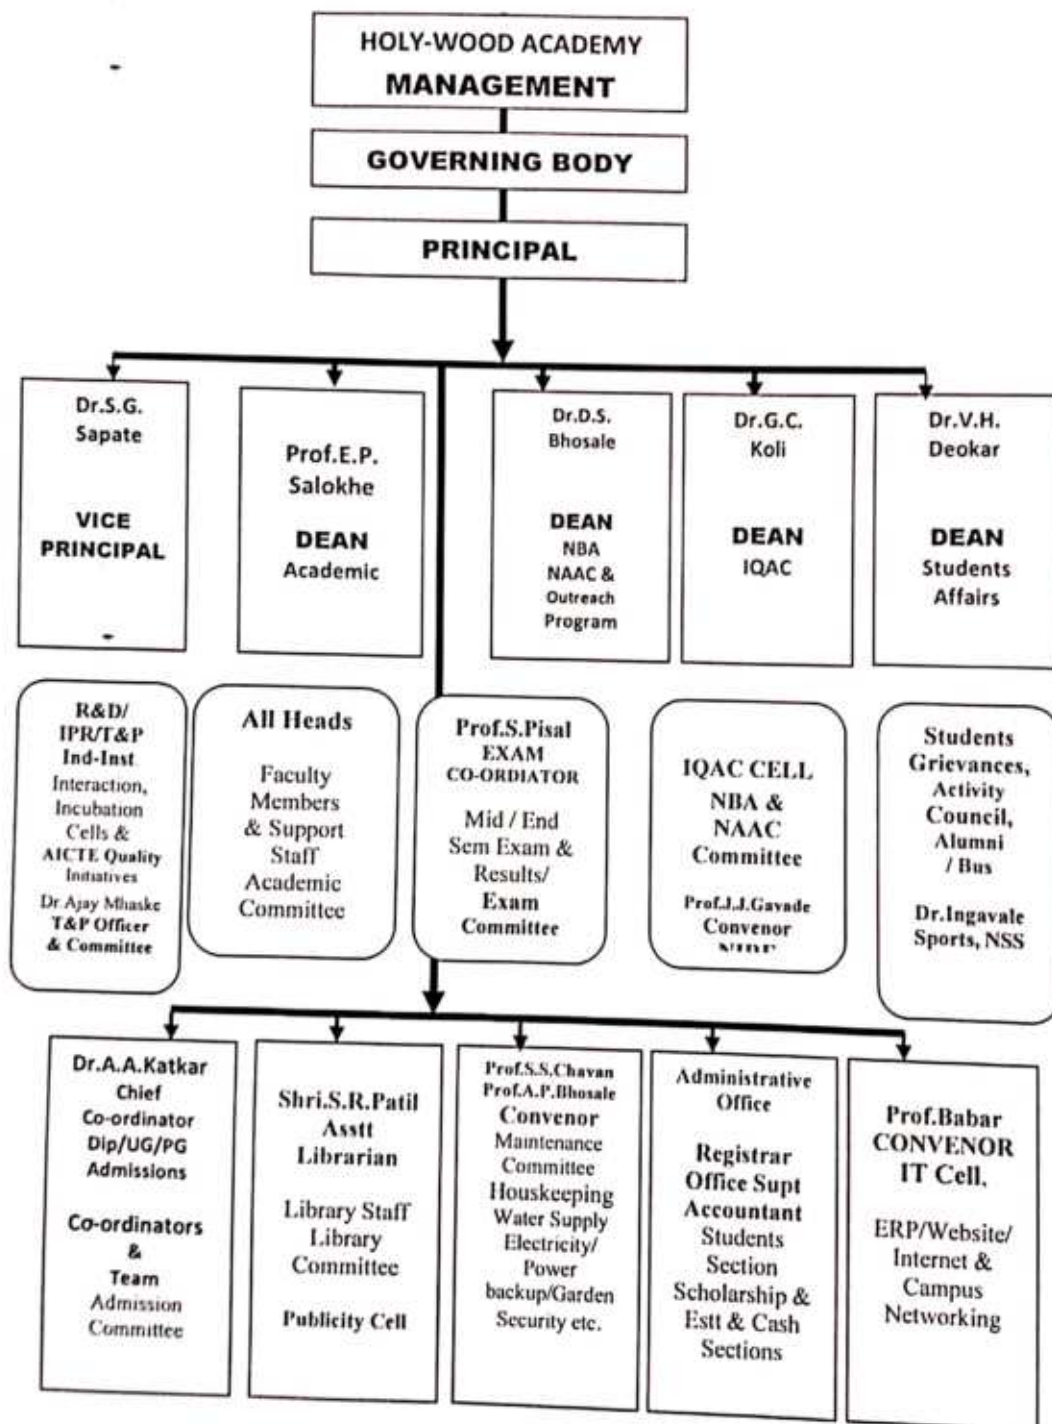 HOLY-WOOD ACADEMY
MANAGEMENT
GOVERNING BODY
PRINCIPAL
Dr.S.G.
Sapate
VICE
PRINCIPAL
Prof.E.P.
Salokhe
DEAN
Academic
Dr.D.S.
Bhosale
DEAN
NBA
NAAC &
Outreach
Program
Dr.G.C.
Koli
DEAN
IQAC
Dr.V.H.
Deokar
DEAN
Students
Affairs
R&D/
IPR/T&P
Ind-Inst
Interaction,
Incubation
Cells &
AICTE Quality
Initiatives
Dr Ajay Mhaske
T&P Officer
& Committee
All Heads
Faculty
Members
& Support
Staff
Academic
Committee
Prof.S.Pisal
EXAM
CO-ORDIATOR
Mid / End
Sem Exam &
Results/
Exam
Committee
IQAC CELL
NBA &
NAAC
Committee
Prof.J.J.Gavade
Convenor
Students
Grievances,
Activity
Council,
Alumni
/ Bus
Dr.Ingavale
Sports, NSS
Dr.A.A.Katkar
Chief
Co-ordinator
Dip/UG/PG
Admissions
Co-ordinators
&
Team
Admission
Committee
Shri.S.R.Patil
Asstt
Librarian
Library Staff
Library
Committee
Publicity Cell
Prof.S.S.Chavan
Prof.A.P.Bhosale
Convenor
Maintenance
Committee
Houskeeping
Water Supply
Electricity/
Power
backup/Garden
Security etc.
Administrative
Office
Registrar
Office Supt
Accountant
Students
Section
Scholarship &
Estt & Cash
Sections
Prof.Babar
CONVENOR
IT Cell.
ERP/Website/
Internet &
Campus
Networking